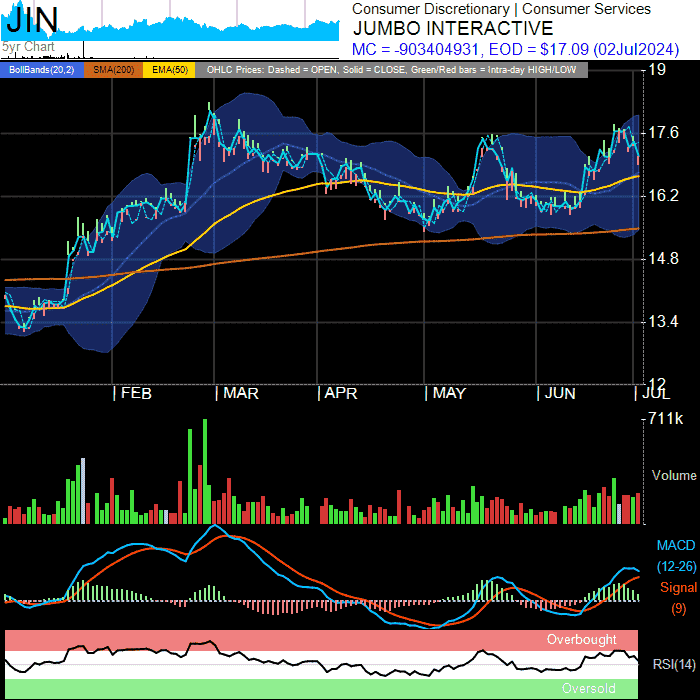 JIN
5yr Chart
Consumer Discretionary | Consumer Services
JUMBO INTERACTIVE
MC = -903404931, EOD = $17.09 (02Jul2024)
BollBands(20,2) SMA(200) EMA(50) OHLC Prices: Dashed = OPEN, Solid = CLOSE, Green/Red bars = Intra-day HIGH/LOW
19
17.6
16.2
14.8
13.4
12
FEB MAR APR MAY JUN JUL
711k
Volume
MACD
(12-26)
Signal
(9)
Overbought
RSI(14)
Oversold